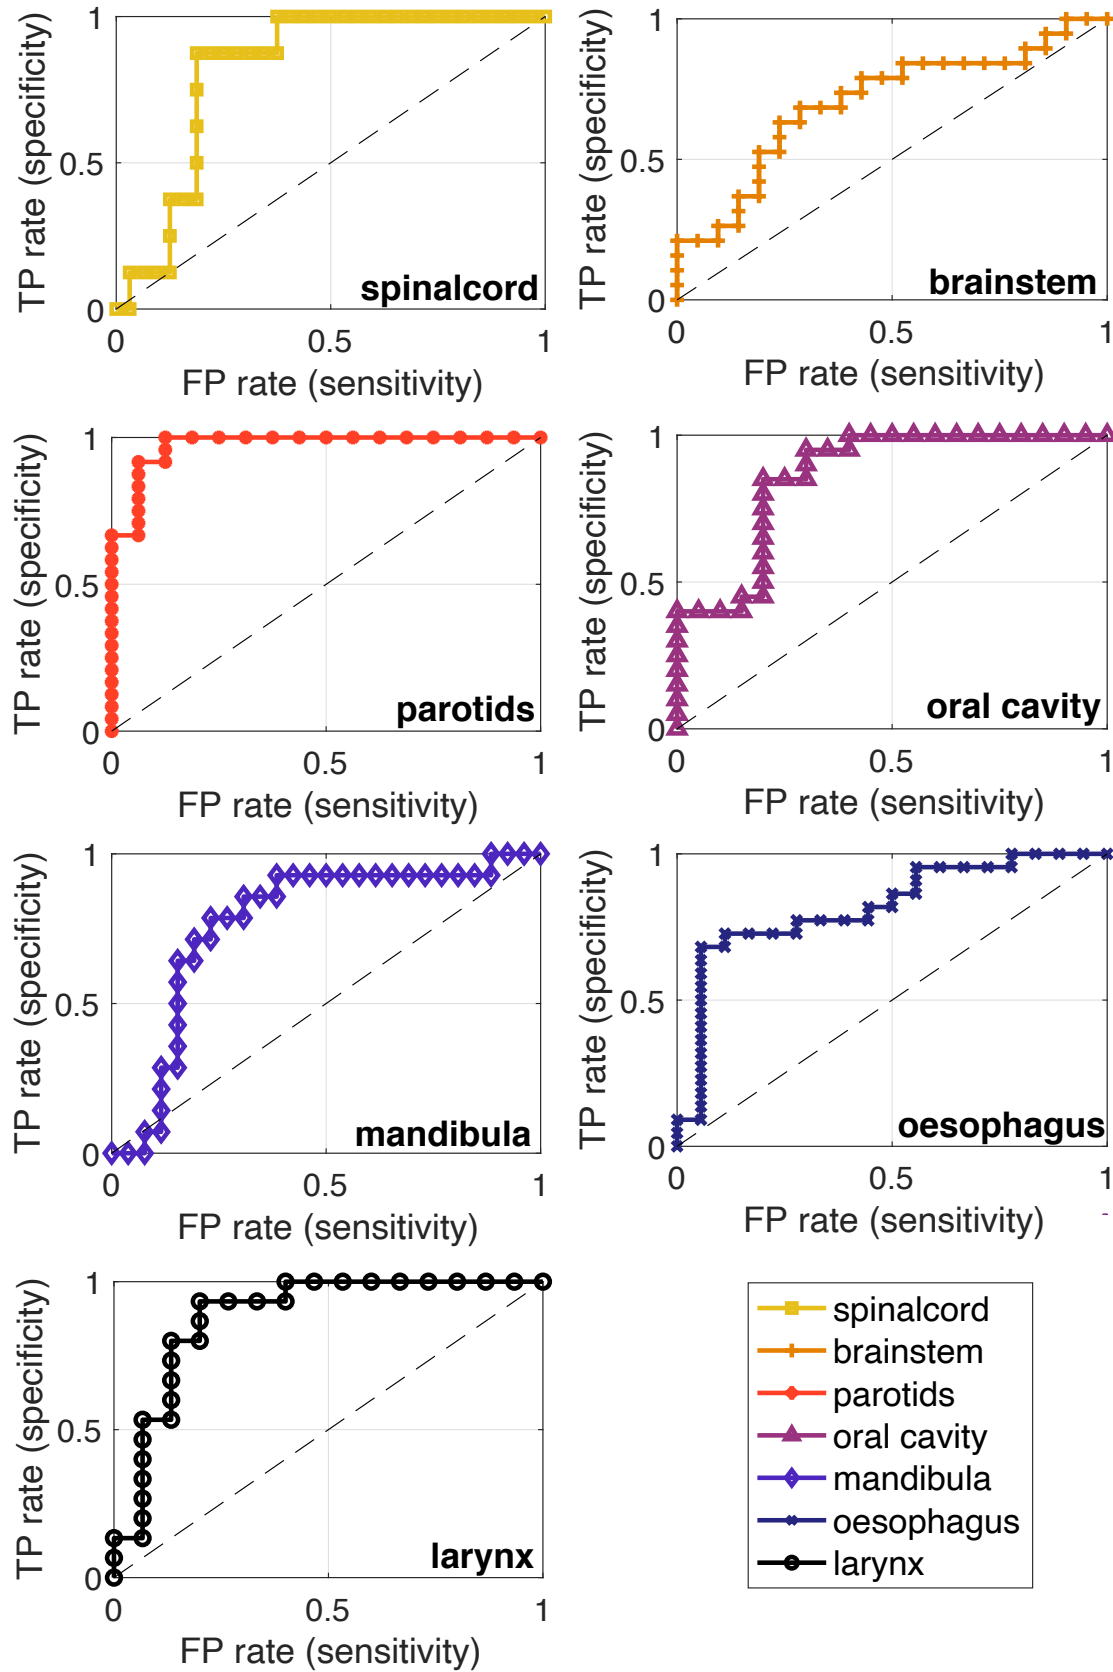 1
0.5
0
TP rate (specificity)
spinalcord
0
0.5
1
FP rate (sensitivity)
1
0.5
0
TP rate (specificity)
brainstem
0
0.5
1
FP rate (sensitivity)
1
0.5
0
TP rate (specificity)
parotids
0
0.5
1
FP rate (sensitivity)
1
0.5
0
TP rate (specificity)
oral cavity
0
0.5
1
FP rate (sensitivity)
1
0.5
0
TP rate (specificity)
mandibula
0
0.5
1
FP rate (sensitivity)
1
0.5
0
TP rate (specificity)
oesophagus
0
0.5
1
FP rate (sensitivity)
1
0.5
0
TP rate (specificity)
larynx
0
0.5
1
FP rate (sensitivity)
spinalcord
brainstem
parotids
oral cavity
mandibula
oesophagus
larynx